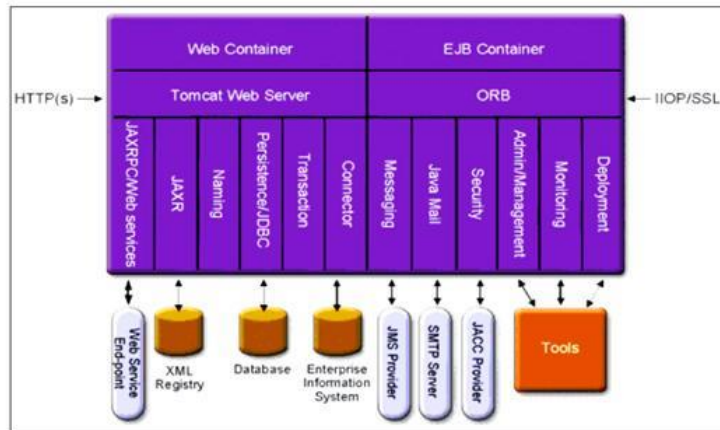 Web Container
EJB Container
HTTP(s)
Tomcat Web Server
ORB
IIOP/SSL
JAXRPC/Web services
JAXR
Naming
Persistence/JDBC
Transaction
Connector
Messaging
Java Mail
Security
Admin/Management
Monitoring
Deployment
Web Service
End-point
XML
Registry
Database
Enterprise
Information
System
JMS Provider
SMTP Server
JACC Provider
Tools